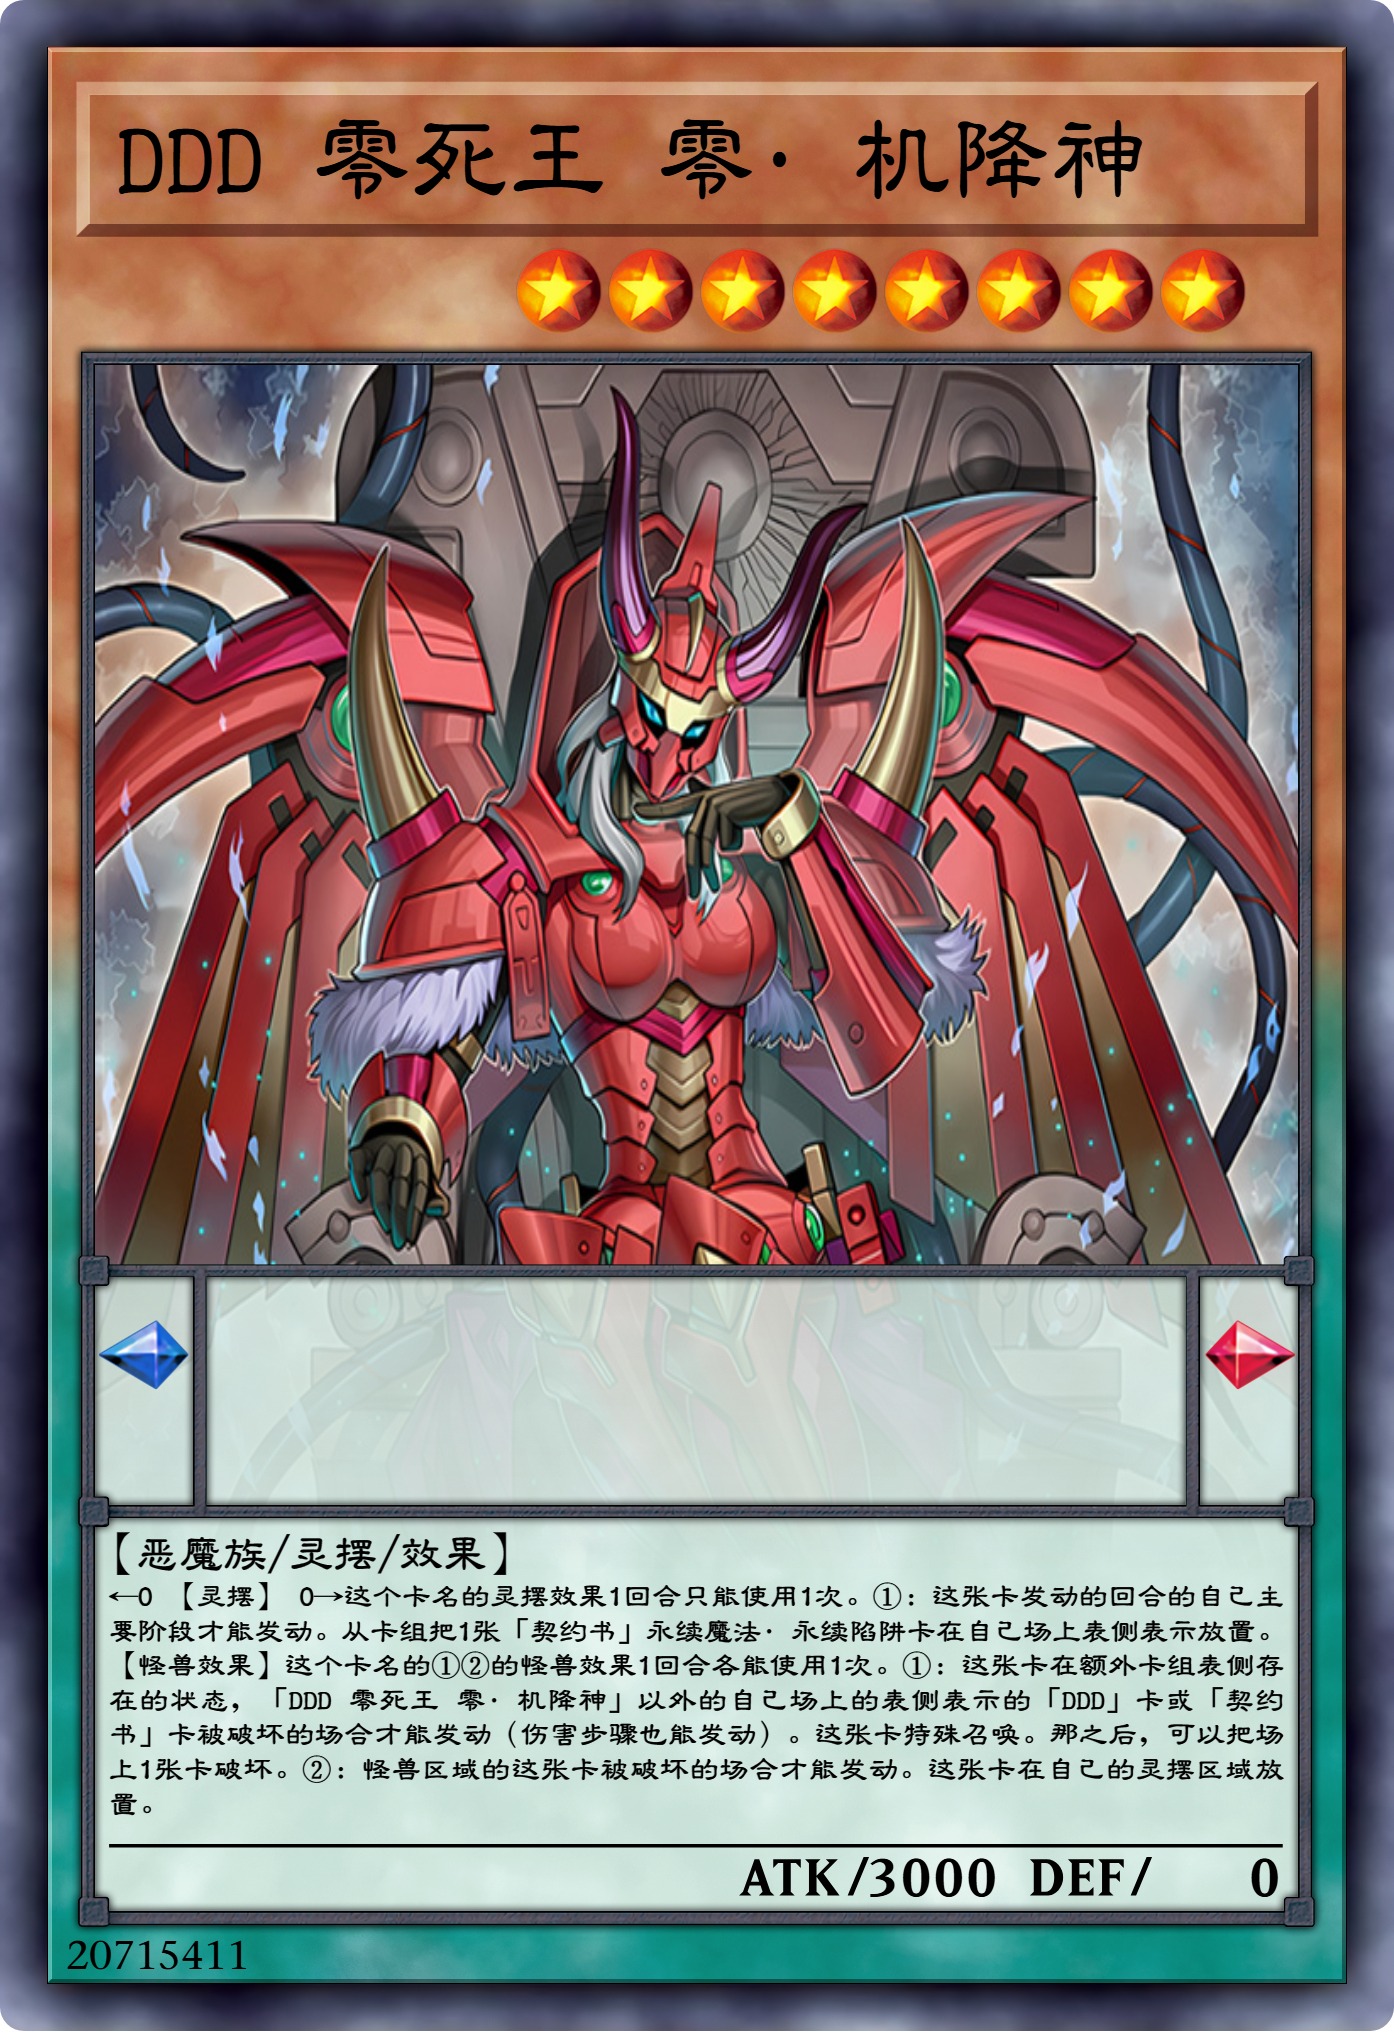 DDD 零死王 零· 机降神
【恶魔族/灵摆/效果】
←0 【灵摆】 0→这个卡名的灵摆效果1回合只能使用1次。①：这张卡发动的回合的自己主
要阶段才能发动。从卡组把1张「契约书」永续魔法· 永续陷阱卡在自己场上表侧表示放置。
【怪兽效果】这个卡名的①②的怪兽效果1回合各能使用1次。①：这张卡在额外卡组表侧存
在的状态，「DDD 零死王 零· 机降神」以外的自己场上的表侧表示的「DDD」卡或「契约
书」卡被破坏的场合才能发动（伤害步骤也能发动）。这张卡特殊召唤。那之后，可以把场
上1张卡破坏。②：怪兽区域的这张卡被破坏的场合才能发动。这张卡在自己的灵摆区域放
置。
ATK/3000 DEF/ 0
20715411